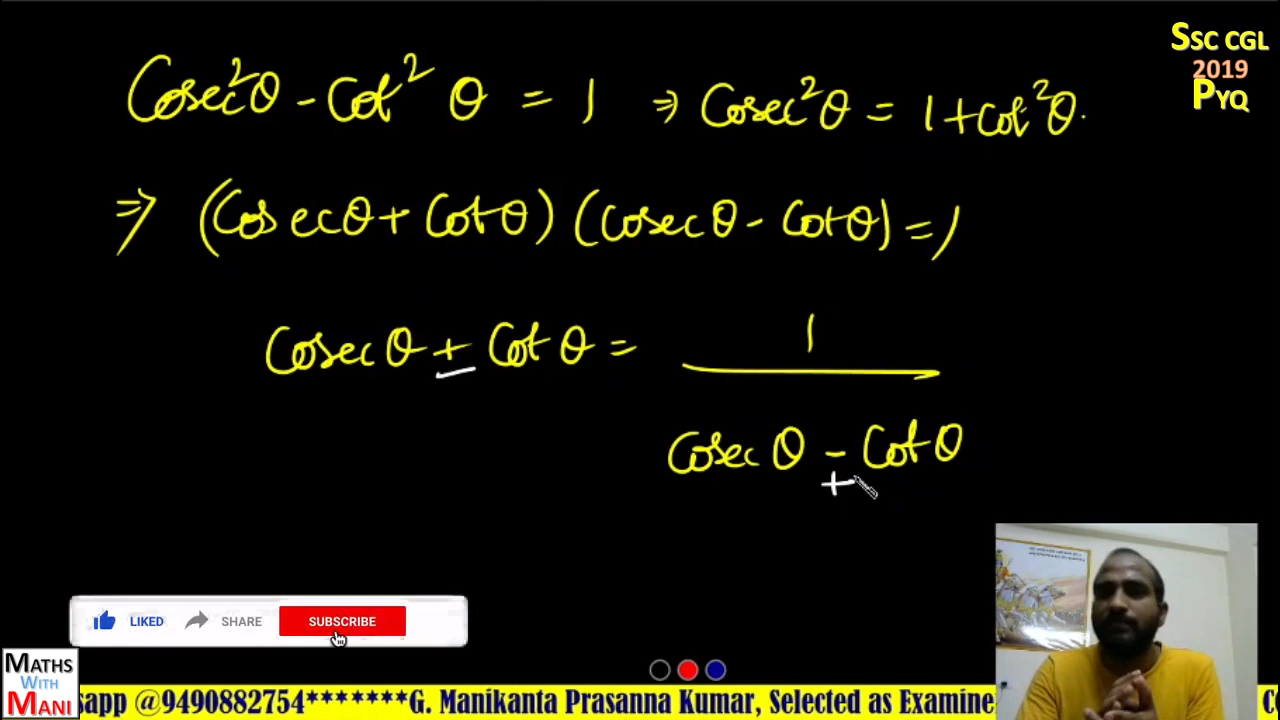 SSC CGL
2019
PYQ
Cosec²θ - Cot² θ = 1 ⇒ Cosec²θ = 1 + Cot²θ.
⇒ (Cosecθ + Cotθ) (Cosecθ - Cotθ) = 1
Cosecθ + Cotθ = 1
Cosecθ - Cotθ
+
LIKED SHARE SUBSCRIBE
MATHS
WITH
MANI
sapp @9490882754*******G. Manikanta Prasanna Kumar, Selected as Examine